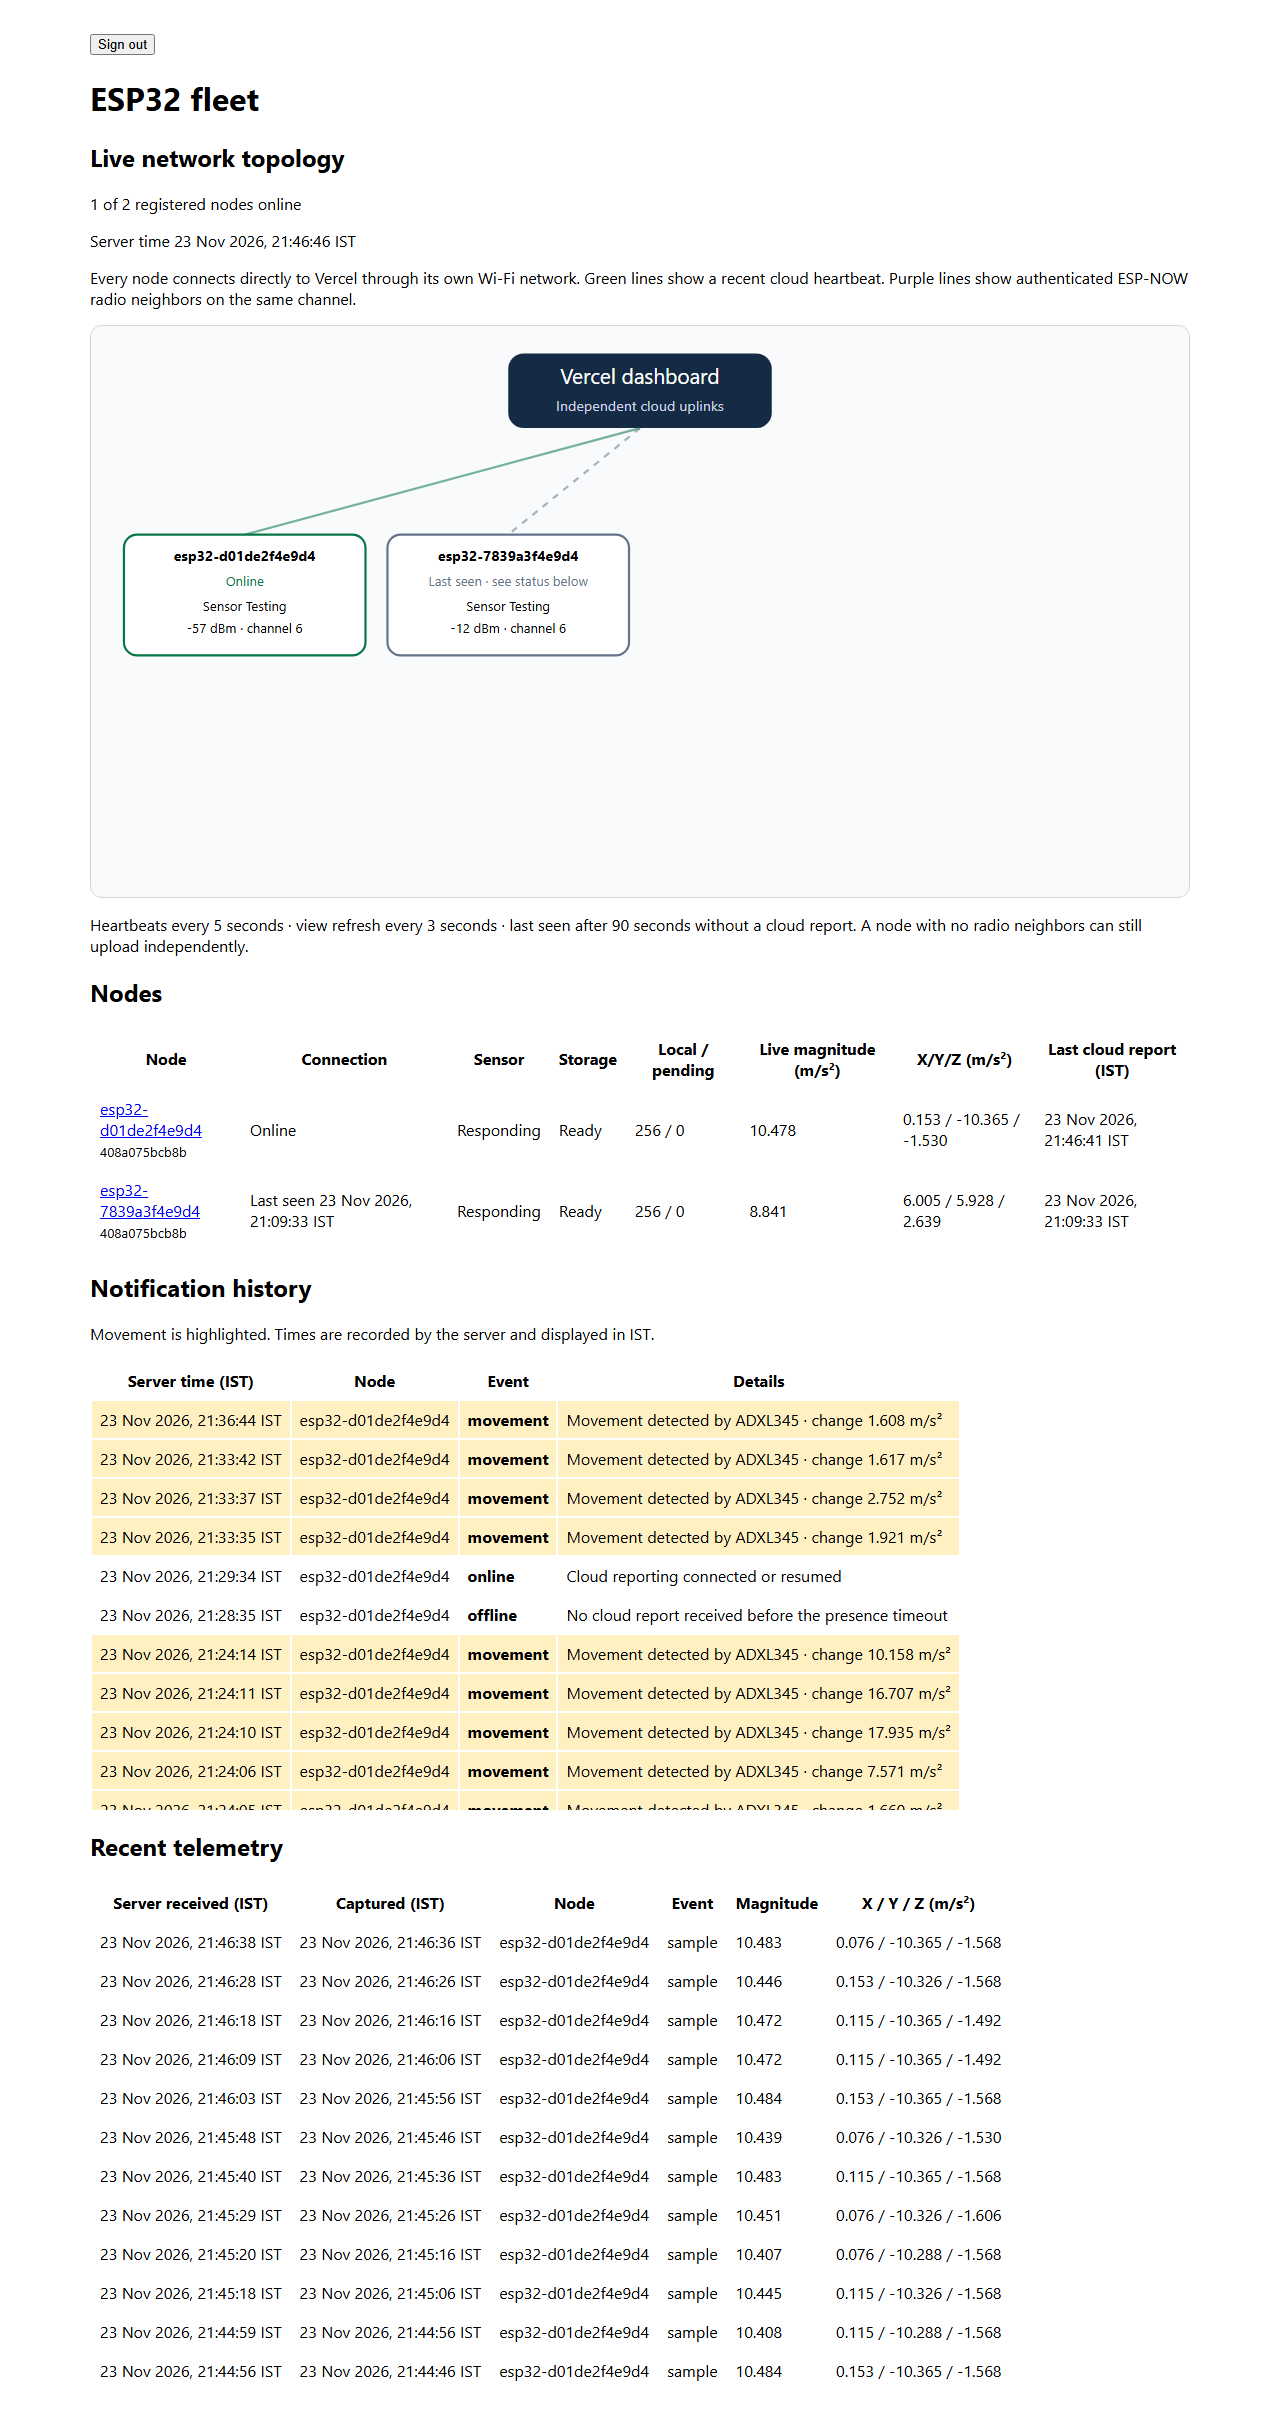 Sign out
ESP32 fleet
Live network topology
1 of 2 registered nodes online
Server time 23 Nov 2026, 21:46:46 IST
Every node connects directly to Vercel through its own Wi-Fi network. Green lines show a recent cloud heartbeat. Purple lines show authenticated ESP-NOW
radio neighbors on the same channel.
Vercel dashboard
Independent cloud uplinks
esp32-d01de2f4e9d4
Online
Sensor Testing
-57 dBm · channel 6
esp32-7839a3f4e9d4
Last seen · see status below
Sensor Testing
-12 dBm · channel 6
Heartbeats every 5 seconds · view refresh every 3 seconds · last seen after 90 seconds without a cloud report. A node with no radio neighbors can still
upload independently.
Nodes
Node Connection Sensor Storage Local / pending Live magnitude (m/s²) X/Y/Z (m/s²) Last cloud report (IST)
esp32-d01de2f4e9d4 408a075bcb8b Online Responding Ready 256 / 0 10.478 0.153 / -10.365 / -1.530 23 Nov 2026, 21:46:41 IST
esp32-7839a3f4e9d4 408a075bcb8b Last seen 23 Nov 2026, 21:09:33 IST Responding Ready 256 / 0 8.841 6.005 / 5.928 / 2.639 23 Nov 2026, 21:09:33 IST
Notification history
Movement is highlighted. Times are recorded by the server and displayed in IST.
Server time (IST) Node Event Details
23 Nov 2026, 21:36:44 IST esp32-d01de2f4e9d4 movement Movement detected by ADXL345 · change 1.608 m/s²
23 Nov 2026, 21:33:42 IST esp32-d01de2f4e9d4 movement Movement detected by ADXL345 · change 1.617 m/s²
23 Nov 2026, 21:33:37 IST esp32-d01de2f4e9d4 movement Movement detected by ADXL345 · change 2.752 m/s²
23 Nov 2026, 21:33:35 IST esp32-d01de2f4e9d4 movement Movement detected by ADXL345 · change 1.921 m/s²
23 Nov 2026, 21:29:34 IST esp32-d01de2f4e9d4 online Cloud reporting connected or resumed
23 Nov 2026, 21:28:35 IST esp32-d01de2f4e9d4 offline No cloud report received before the presence timeout
23 Nov 2026, 21:24:14 IST esp32-d01de2f4e9d4 movement Movement detected by ADXL345 · change 10.158 m/s²
23 Nov 2026, 21:24:11 IST esp32-d01de2f4e9d4 movement Movement detected by ADXL345 · change 16.707 m/s²
23 Nov 2026, 21:24:10 IST esp32-d01de2f4e9d4 movement Movement detected by ADXL345 · change 17.935 m/s²
23 Nov 2026, 21:24:06 IST esp32-d01de2f4e9d4 movement Movement detected by ADXL345 · change 7.571 m/s²
Recent telemetry
Server received (IST) Captured (IST) Node Event Magnitude X / Y / Z (m/s²)
23 Nov 2026, 21:46:38 IST 23 Nov 2026, 21:46:36 IST esp32-d01de2f4e9d4 sample 10.483 0.076 / -10.365 / -1.568
23 Nov 2026, 21:46:28 IST 23 Nov 2026, 21:46:26 IST esp32-d01de2f4e9d4 sample 10.446 0.153 / -10.326 / -1.568
23 Nov 2026, 21:46:18 IST 23 Nov 2026, 21:46:16 IST esp32-d01de2f4e9d4 sample 10.472 0.115 / -10.365 / -1.492
23 Nov 2026, 21:46:09 IST 23 Nov 2026, 21:46:06 IST esp32-d01de2f4e9d4 sample 10.472 0.115 / -10.365 / -1.492
23 Nov 2026, 21:46:03 IST 23 Nov 2026, 21:45:56 IST esp32-d01de2f4e9d4 sample 10.484 0.153 / -10.365 / -1.568
23 Nov 2026, 21:45:48 IST 23 Nov 2026, 21:45:46 IST esp32-d01de2f4e9d4 sample 10.439 0.076 / -10.326 / -1.530
23 Nov 2026, 21:45:40 IST 23 Nov 2026, 21:45:36 IST esp32-d01de2f4e9d4 sample 10.483 0.115 / -10.365 / -1.568
23 Nov 2026, 21:45:29 IST 23 Nov 2026, 21:45:26 IST esp32-d01de2f4e9d4 sample 10.451 0.076 / -10.326 / -1.606
23 Nov 2026, 21:45:20 IST 23 Nov 2026, 21:45:16 IST esp32-d01de2f4e9d4 sample 10.407 0.076 / -10.288 / -1.568
23 Nov 2026, 21:45:18 IST 23 Nov 2026, 21:45:06 IST esp32-d01de2f4e9d4 sample 10.445 0.115 / -10.326 / -1.568
23 Nov 2026, 21:44:59 IST 23 Nov 2026, 21:44:56 IST esp32-d01de2f4e9d4 sample 10.408 0.115 / -10.288 / -1.568
23 Nov 2026, 21:44:56 IST 23 Nov 2026, 21:44:46 IST esp32-d01de2f4e9d4 sample 10.484 0.153 / -10.365 / -1.568